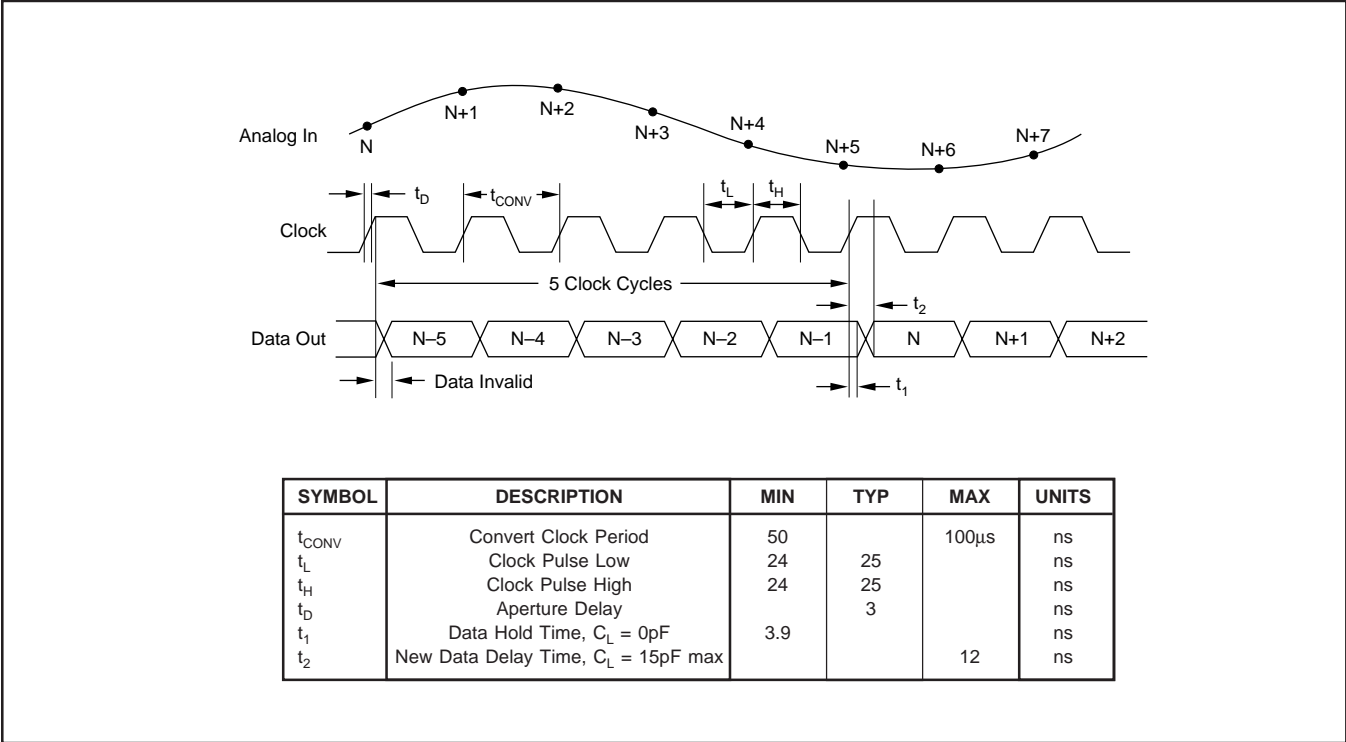 N+1
N+2
N+3
N+4
N+5
N+6
N+7
Analog In
N
tD
tCONV
tL
tH
Clock
5 Clock Cycles
t2
Data Out
N–5
N–4
N–3
N–2
N–1
N
N+1
N+2
Data Invalid
t1
SYMBOL DESCRIPTION MIN TYP MAX UNITS
tCONV Convert Clock Period 50 100µs ns
tL Clock Pulse Low 24 25 ns
tH Clock Pulse High 24 25 ns
tD Aperture Delay 3 ns
t1 Data Hold Time, CL = 0pF 3.9 ns
t2 New Data Delay Time, CL = 15pF max 12 ns